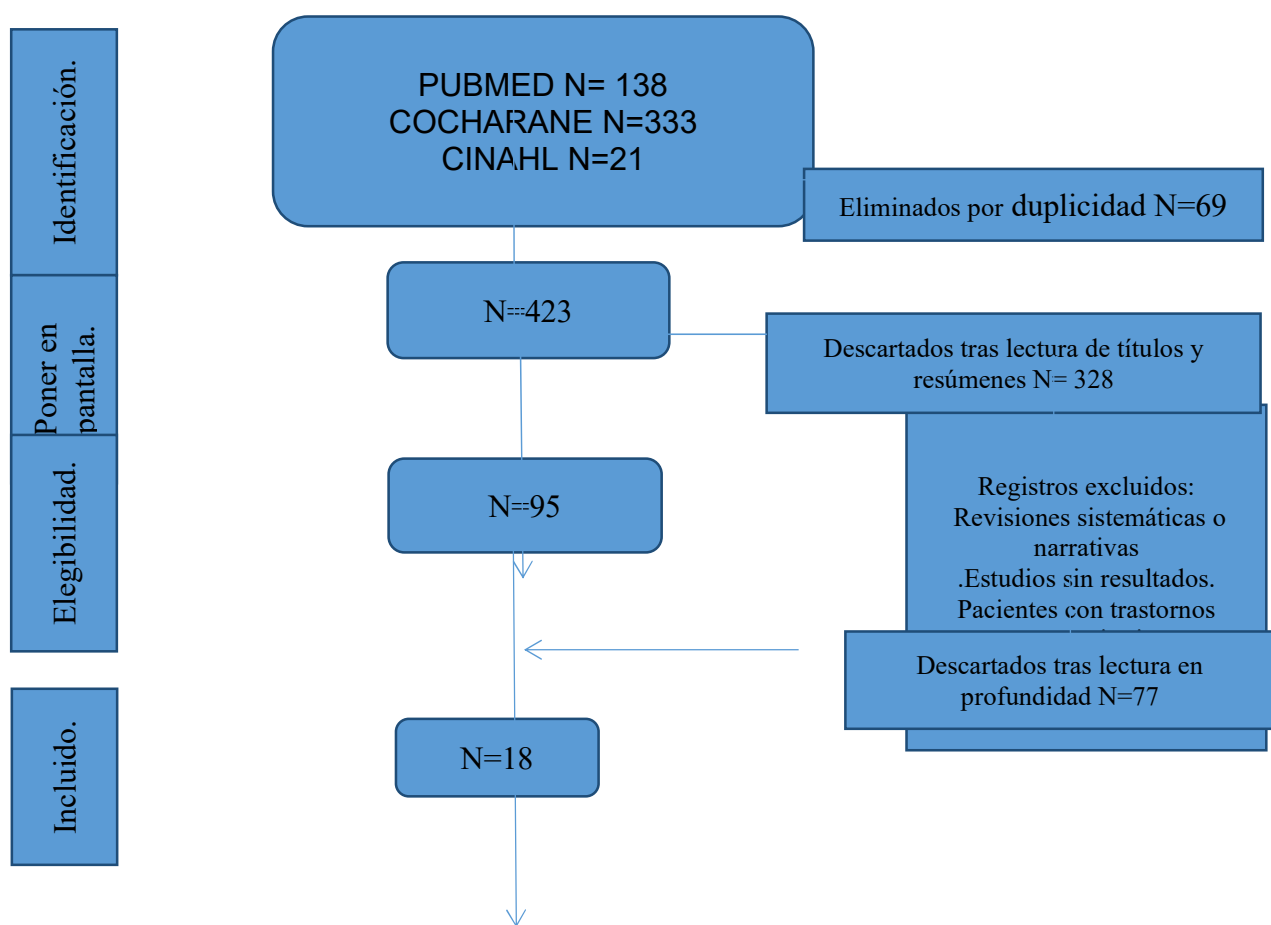 Identificación.
PUBMED N= 138
COCHARANE N=333
CINAHL N=21
Eliminados por duplicidad N=69
Poner en
pantalla.
N=423
Descartados tras lectura de títulos y
resúmenes N= 328
Elegibilidad.
N=95
Registros excluidos:
Revisiones sistemáticas o
narrativas
.Estudios sin resultados.
Pacientes con trastornos
Descartados tras lectura en
profundidad N=77
Incluido.
N=18